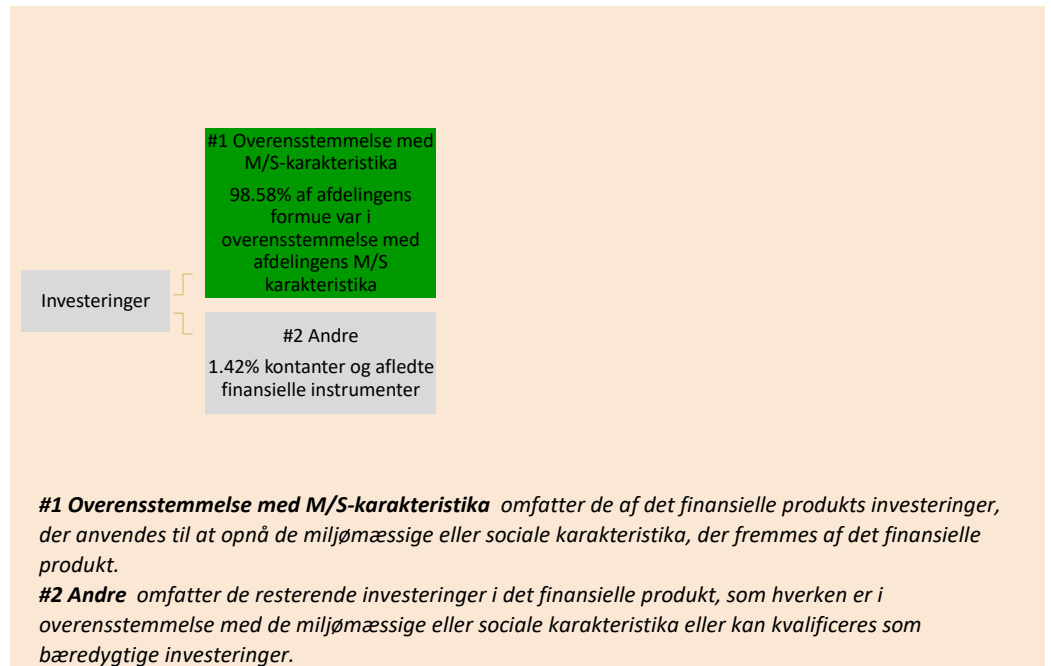 #1 Overensstemmelse med
M/S-karakteristika
98.58% af afdelingens
formue var i
overensstemmelse med
afdelingens M/S
karakteristika
Investeringer
#2 Andre
1.42% kontanter og afledte
finansielle instrumenter
#1 Overensstemmelse med M/S-karakteristika omfatter de af det finansielle produkts investeringer,
der anvendes til at opnå de miljømæssige eller sociale karakteristika, der fremmes af det finansielle
produkt.
#2 Andre omfatter de resterende investeringer i det finansielle produkt, som hverken er i
overensstemmelse med de miljømæssige eller sociale karakteristika eller kan kvalificeres som
bæredygtige investeringer.